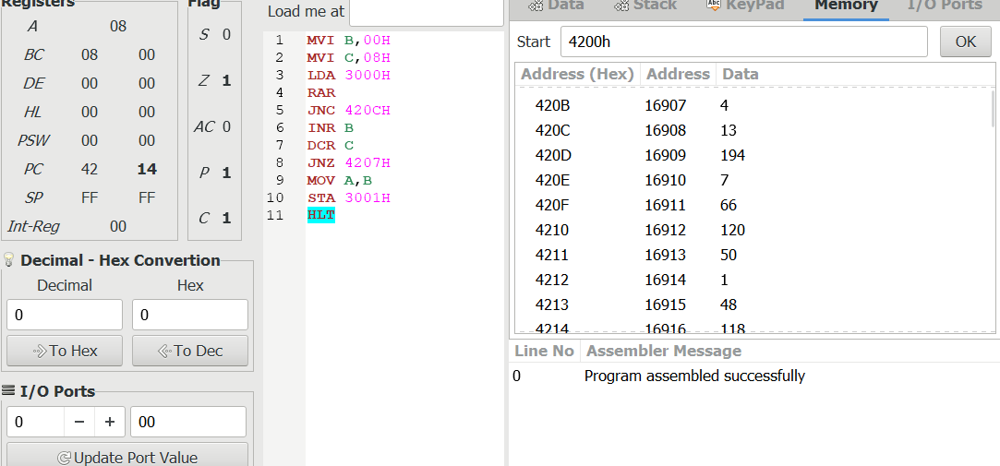 Registers
A 08
BC 08 00
DE 00 00
HL 00 00
PSW 00 00
PC 42 14
SP FF FF
Int-Reg 00
Flag
S 0
Z 1
AC 0
P 1
C 1
Decimal - Hex Convertion
Decimal Hex
0 0
To Hex To Dec
I/O Ports
0 − + 00
Update Port Value
Load me at
1 MVI B,00H
2 MVI C,08H
3 LDA 3000H
4 RAR
5 JNC 420CH
6 INR B
7 DCR C
8 JNZ 4207H
9 MOV A,B
10 STA 3001H
11 HLT
Data Stack Abc KeyPad Memory I/O Ports
Start 4200h OK
Address (Hex) Address Data
420B 16907 4
420C 16908 13
420D 16909 194
420E 16910 7
420F 16911 66
4210 16912 120
4211 16913 50
4212 16914 1
4213 16915 48
4214 16916 118
Line No Assembler Message
0 Program assembled successfully